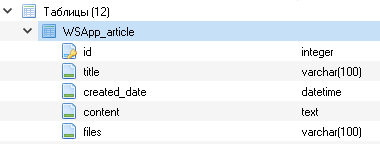 Таблицы (12)
WSApp_article
id integer
title varchar(100)
created_date datetime
content text
files varchar(100)